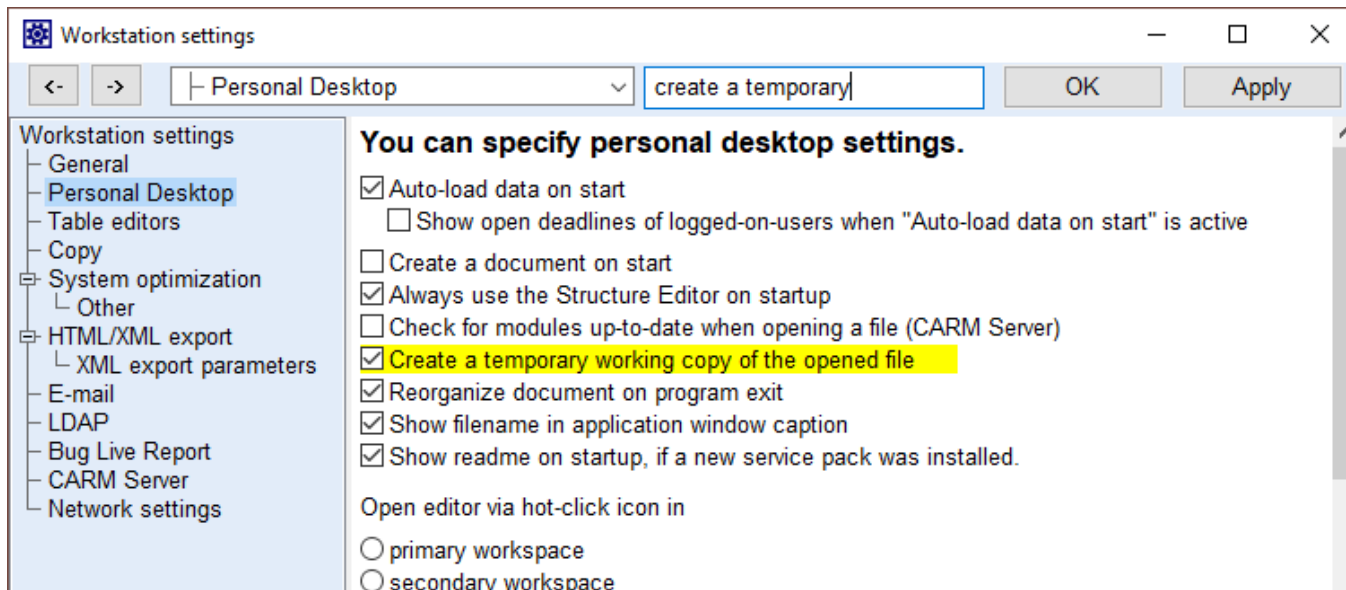 Workstation settings
<- -> Personal Desktop create a temporary OK Apply
Workstation settings
General
Personal Desktop
Table editors
Copy
System optimization
Other
HTML/XML export
XML export parameters
E-mail
LDAP
Bug Live Report
CARM Server
Network settings
You can specify personal desktop settings.
Auto-load data on start
Show open deadlines of logged-on-users when "Auto-load data on start" is active
Create a document on start
Always use the Structure Editor on startup
Check for modules up-to-date when opening a file (CARM Server)
Create a temporary working copy of the opened file
Reorganize document on program exit
Show filename in application window caption
Show readme on startup, if a new service pack was installed.
Open editor via hot-click icon in
primary workspace
secondary workspace